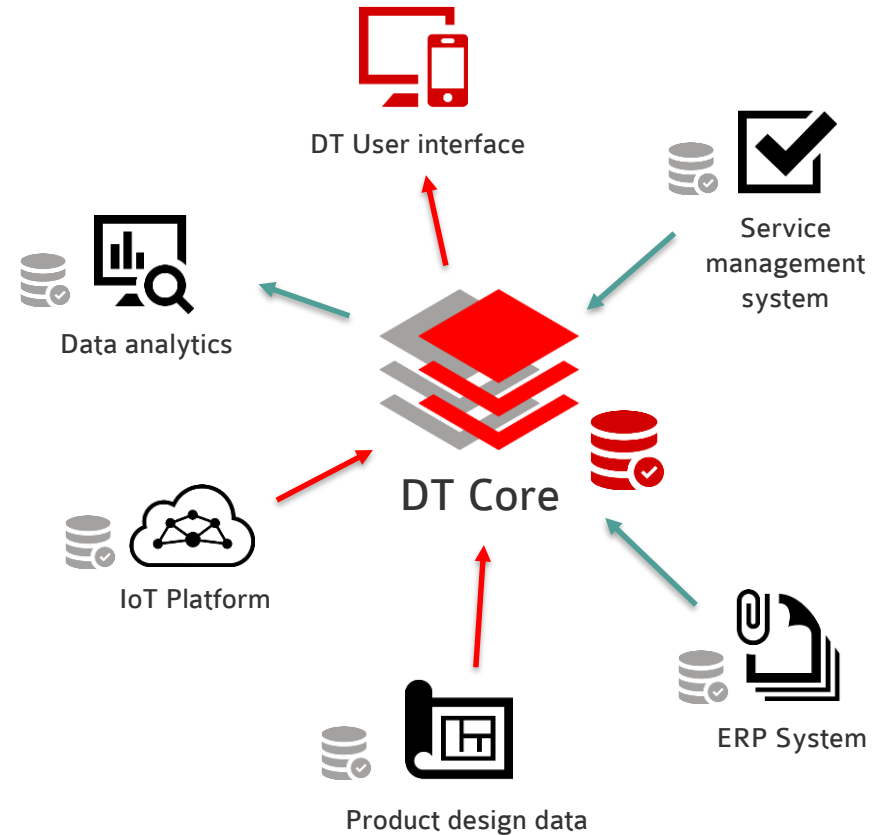 DT User interface
Service
management
system
Data analytics
DT Core
IoT Platform
ERP System
Product design data